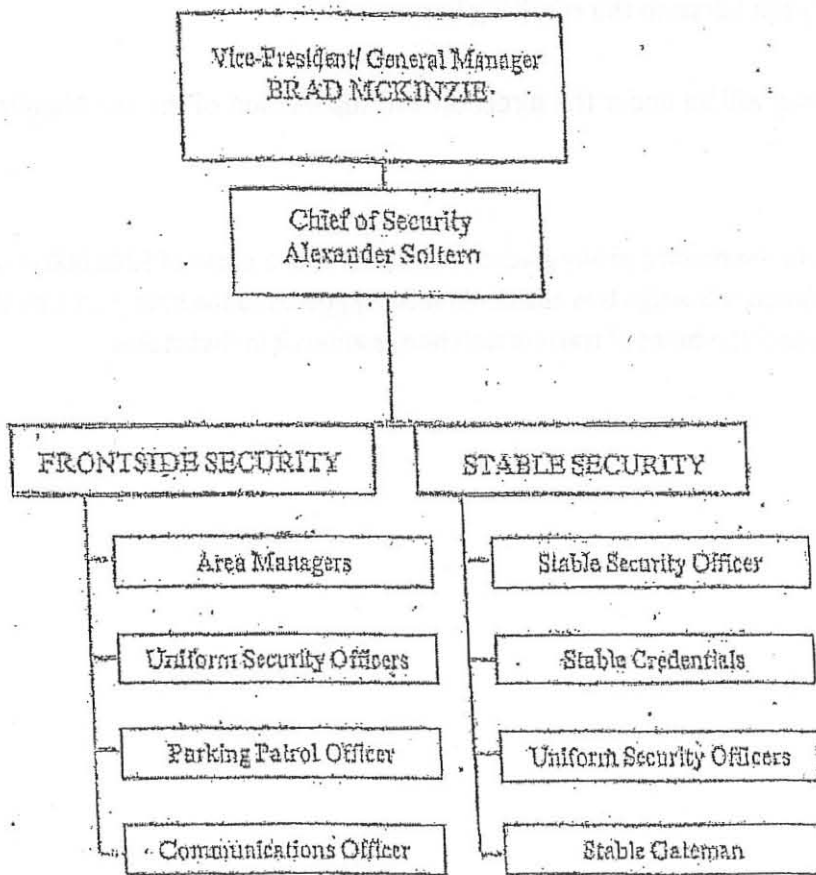 Vice-President/ General Manager
BRAD MCKINZIE
Chief of Security
Alexander Soltero
FRONTSIDE SECURITY
STABLE SECURITY
Area Managers
Stable Security Officer
Uniform Security Officers
Stable Credentials
Parking Patrol Officer
Uniform Security Officers
Communications Officer
Stable Gateman